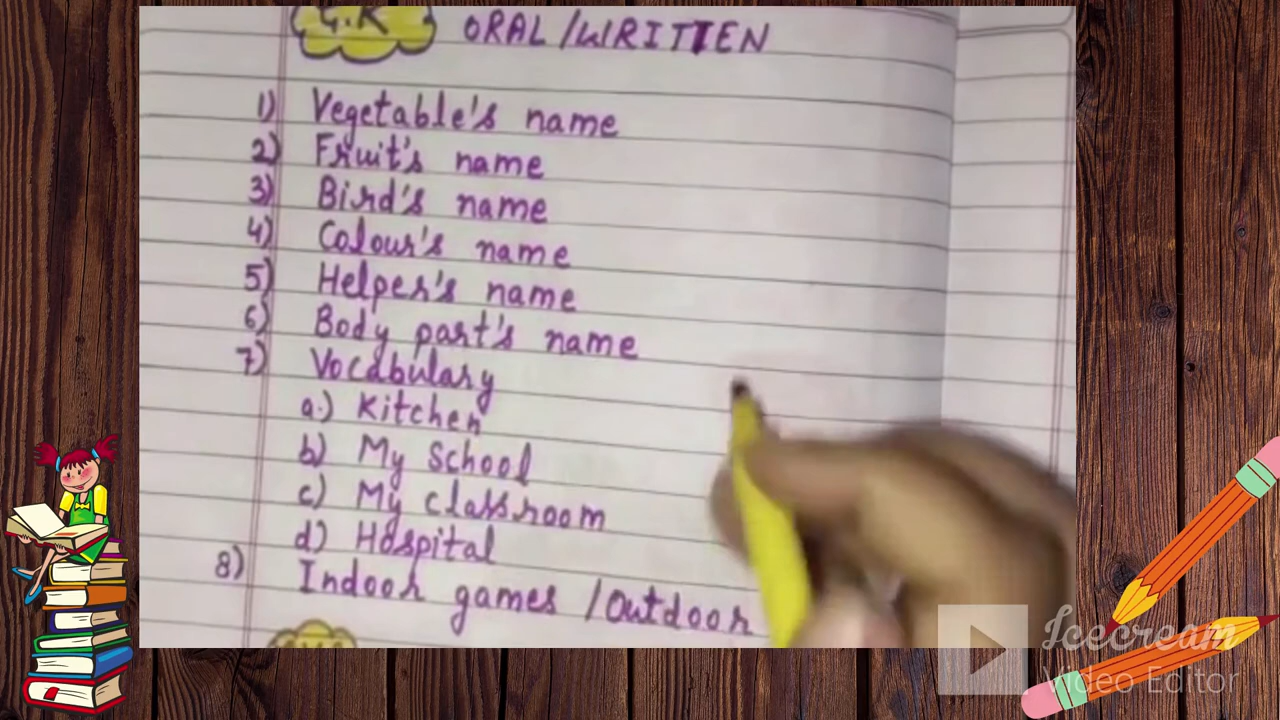 G.K ORAL/WRITTEN
1) Vegetable's name
2) Fruit's name
3) Bird's name
4) Colour's name
5) Helper's name
6) Body part's name
7) Vocabulary
a.) Kitchen
b) My School
c) My classroom
d) Hospital
8) Indoor games / Outdoor
Icecream
Video Editor